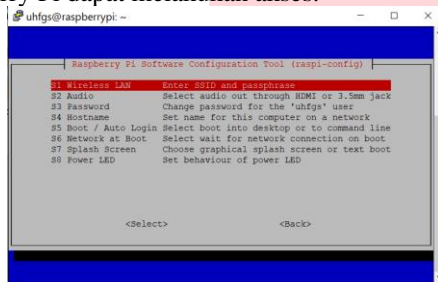 uhfgs@raspberrypi: ~
Raspberry Pi Software Configuration Tool (raspi-config)
S1 Wireless LAN Enter SSID and passphrase
S2 Audio Select audio out through HDMI or 3.5mm jack
S3 Password Change password for the 'uhfgs' user
S4 Hostname Set name for this computer on a network
S5 Boot / Auto Login Select boot into desktop or to command line
S6 Network at Boot Select wait for network connection on boot
S7 Splash Screen Choose graphical splash screen or text boot
S8 Power LED Set behaviour of power LED
<Select> <Back>